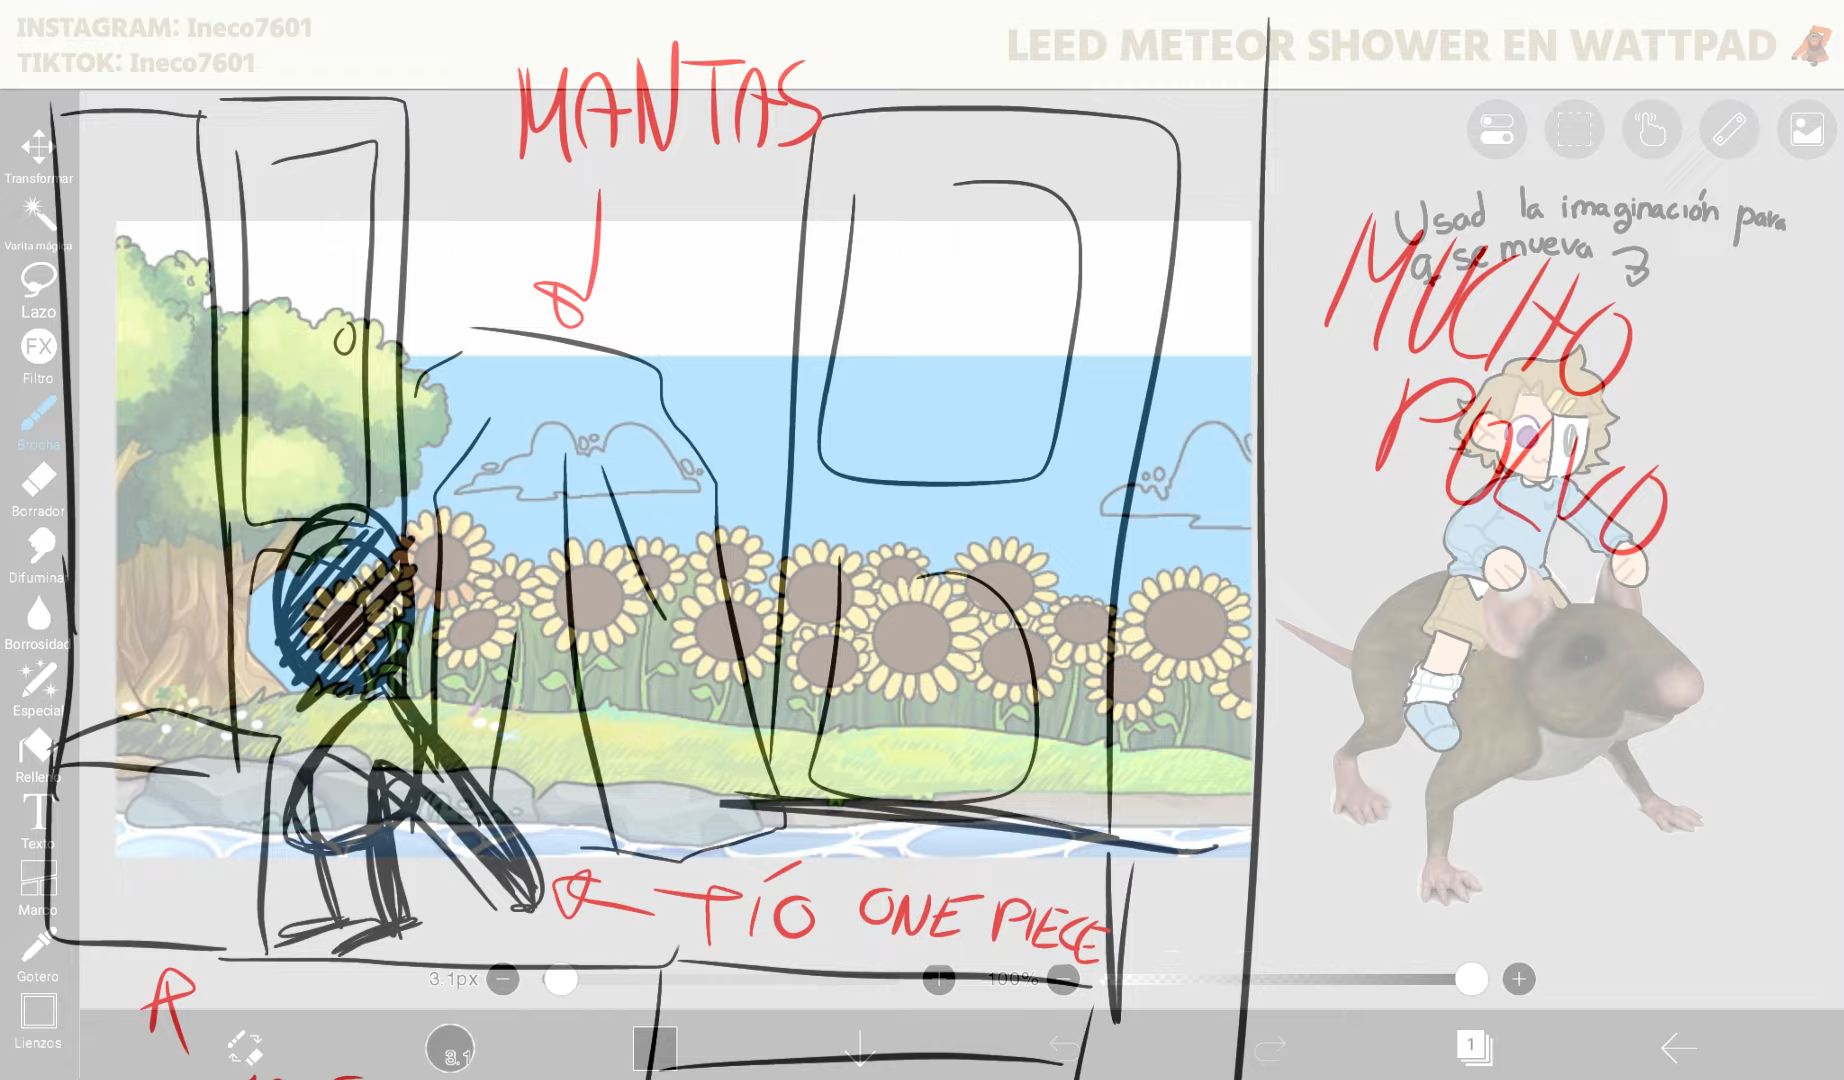 INSTAGRAM: Ineco7601
TIKTOK: Ineco7601
LEED METEOR SHOWER EN WATTPAD
MANTAS
Usad la imaginación para
q se mueva
MUCHO
POLVO
Transformar
Varita mágica
Lazo
FX
Filtro
Brocha
Borrador
Difuminar
Borrosidad
Especial
Relleno
T
Texto
Marco
Gotero
Lienzos
TÍO ONE PIECE
3.1px
100%
3.1
1